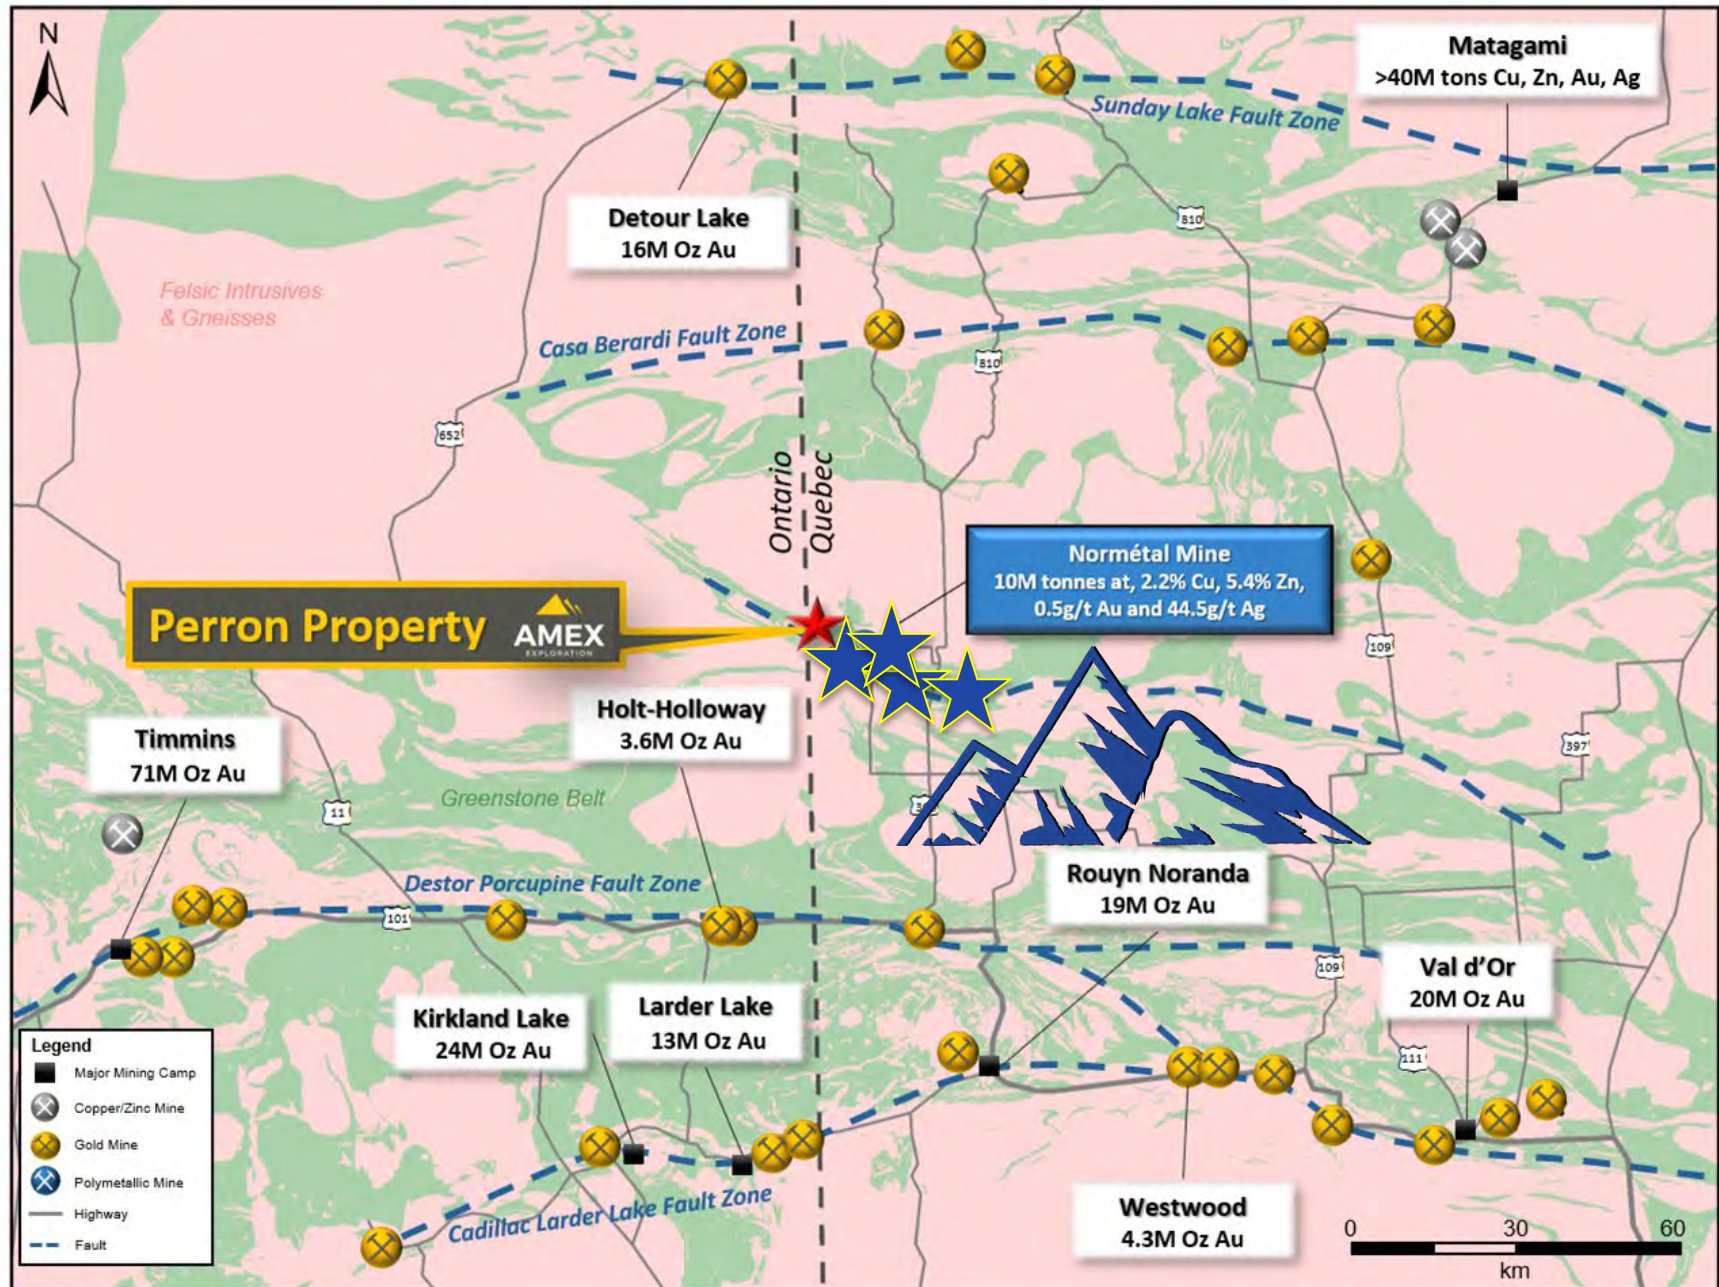 N
Matagami
>40M tons Cu, Zn, Au, Ag
Sunday Lake Fault Zone
Detour Lake
16M Oz Au
810
Felsic Intrusives
& Gneisses
Casa Berardi Fault Zone
810
652
Ontario
Quebec
Normétal Mine
10M tonnes at, 2.2% Cu, 5.4% Zn,
0.5g/t Au and 44.5g/t Ag
Perron Property
AMEX
EXPLORATION
109
Holt-Holloway
3.6M Oz Au
Timmins
71M Oz Au
397
Greenstone Belt
11
Rouyn Noranda
19M Oz Au
Destor Porcupine Fault Zone
101
109
Val d'Or
20M Oz Au
Kirkland Lake
24M Oz Au
Larder Lake
13M Oz Au
111
Legend
Major Mining Camp
Copper/Zinc Mine
Gold Mine
Polymetallic Mine
Highway
Fault
Cadillac Larder Lake Fault Zone
Westwood
4.3M Oz Au
0 30 60
km